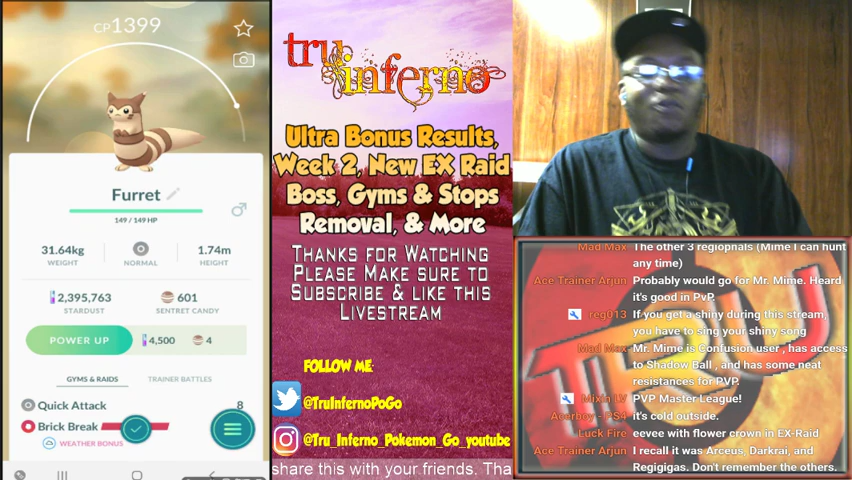 CP1399
Furret
149 / 149 HP
31.64kg
WEIGHT
NORMAL
1.74m
HEIGHT
2,395,763
STARDUST
601
SENTRET CANDY
POWER UP
4,500
4
GYMS & RAIDS
TRAINER BATTLES
Quick Attack
8
Brick Break
WEATHER BONUS
tru
inferno
Ultra Bonus Results,
Week 2, New EX Raid
Boss, Gyms & Stops
Removal, & More
THANKS FOR WATCHING
PLEASE MAKE SURE TO
SUBSCRIBE & LIKE THIS
LIVESTREAM
FOLLOW ME:
@TruInfernoPoGo
@Tru_Inferno_Pokemon_Go_youtube
share this with your friends. Tha
Mad Max The other 3 regiopnals (Mime I can hunt
any time)
Ace Trainer Arjun Probably would go for Mr. Mime. Heard
it's good in PvP.
reg013 If you get a shiny during this stream,
you have to sing your shiny song
Mad Max Mr. Mime is Confusion user , has access
to Shadow Ball , and has some neat
resistances for PVP.
Mixin LV PVP Master League!
Acerboy - PS4 it's cold outside.
Luck Fire eevee with flower crown in EX-Raid
Ace Trainer Arjun I recall it was Arceus, Darkrai, and
Regigigas. Don't remember the others.
TRU